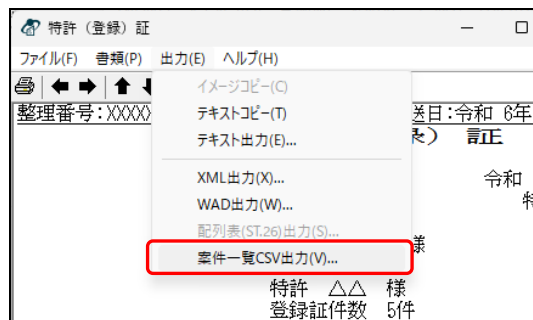 特許（登録）証
ファイル(F) 書類(P) 出力(E) ヘルプ(H)
イメージコピー(C)
整理番号：XXXX
テキストコピー(T)
送日：令和 6年
テキスト出力(E)...
録） 証
XML出力(X)...
令和
WAD出力(W)...
特
配列表(ST.26)出力(S)...
様
案件一覧CSV出力(V)...
特許 △△ 様
登録証件数 5件